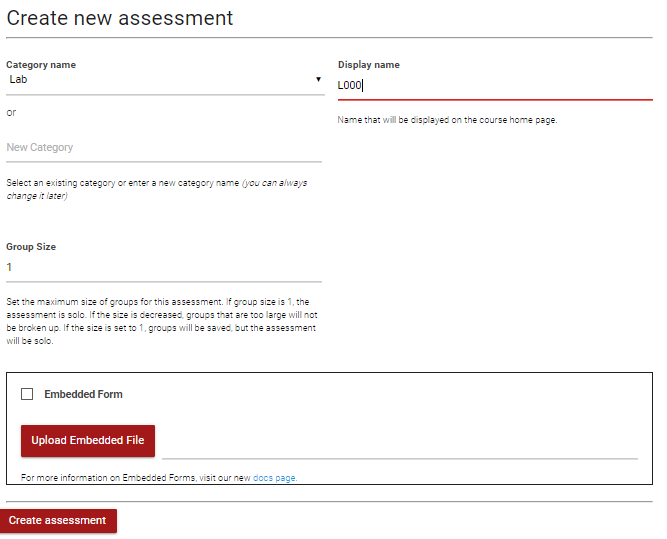 Create new assessment
Category name
Lab
or
New Category
Select an existing category or enter a new category name (you can always
change it later)
Display name
L000
Name that will be displayed on the course home page.
Group Size
1
Set the maximum size of groups for this assessment. If group size is 1, the
assessment is solo. If the size is decreased, groups that are too large will not
be broken up. If the size is set to 1, groups will be saved, but the assessment
will be solo.
Embedded Form
Upload Embedded File
For more information on Embedded Forms, visit our new docs page.
Create assessment